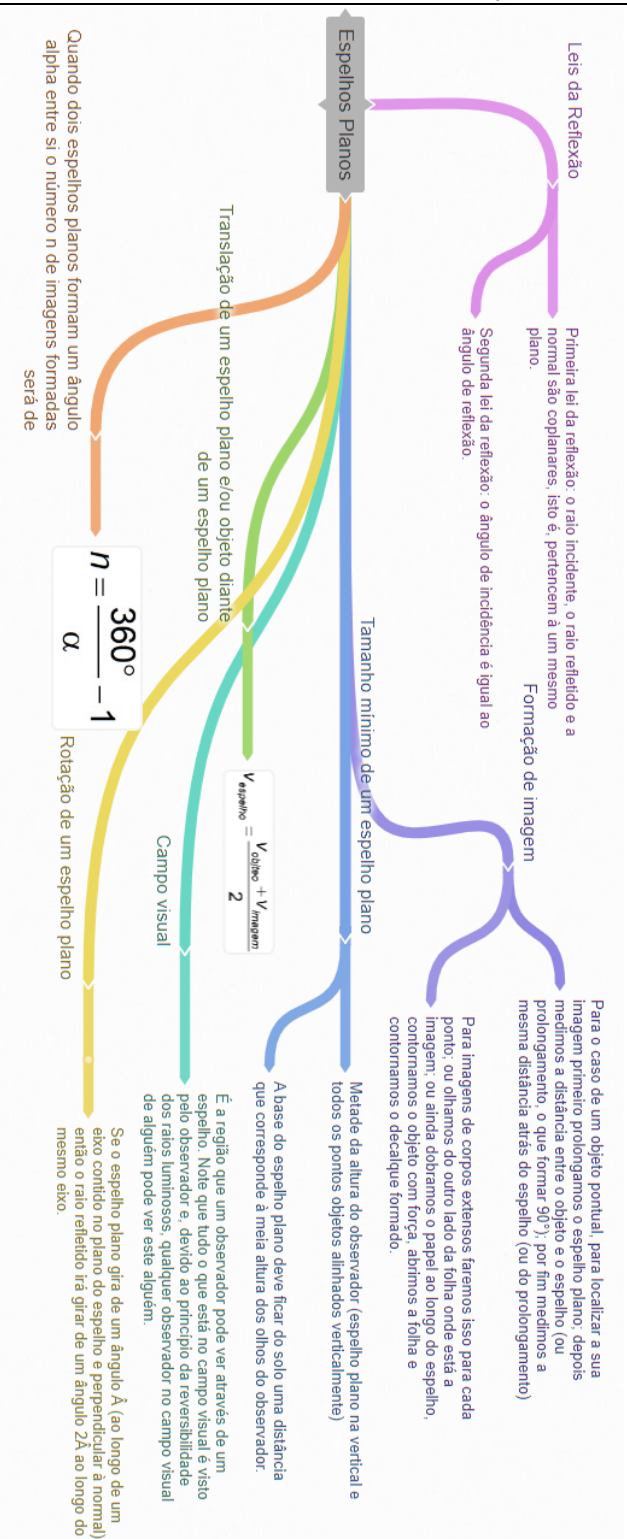 Espelhos Planos
Leis da Reflexão
Primeira lei da reflexão: o raio incidente, o raio refletido e a
normal são coplanares, isto é, pertencem à um mesmo
plano.
Segunda lei da reflexão: o ângulo de incidência é igual ao
ângulo de reflexão.
Formação de imagem
Para o caso de um objeto pontual, para localizar a sua
imagem primeiro prolongamos o espelho plano; depois
medimos a distância entre o objeto e o espelho (ou
prolongamento, o que formar 90°); por fim medimos a
mesma distância atrás do espelho (ou do prolongamento)
Para imagens de corpos extensos faremos isso para cada
ponto; ou olhamos do outro lado da folha onde está a
imagem; ou ainda dobramos o papel ao longo do espelho,
contornamos o objeto com força, abrimos a folha e
contornamos o decalque formado.
Tamanho mínimo de um espelho plano
Metade da altura do observador (espelho plano na vertical e
todos os pontos objetos alinhados verticalmente)
A base do espelho plano deve ficar do solo uma distância
que corresponde à meia altura dos olhos do observador.
Translação de um espelho plano e/ou objeto diante
de um espelho plano
V espelho = (V objteo + V imagem) / 2
Campo visual
É a região que um observador pode ver através de um
espelho. Note que tudo o que está no campo visual é visto
pelo observador e, devido ao princípio da reversibilidade
dos raios luminosos, qualquer observador no campo visual
de alguém pode ver este alguém.
Quando dois espelhos planos formam um ângulo
alpha entre si o número n de imagens formadas
será de
n = 360° / α − 1
Rotação de um espelho plano
Se o espelho plano gira de um ângulo Â (ao longo de um
eixo contido no plano do espelho e perpendicular à normal)
então o raio refletido irá girar de um ângulo 2Â ao longo do
mesmo eixo.